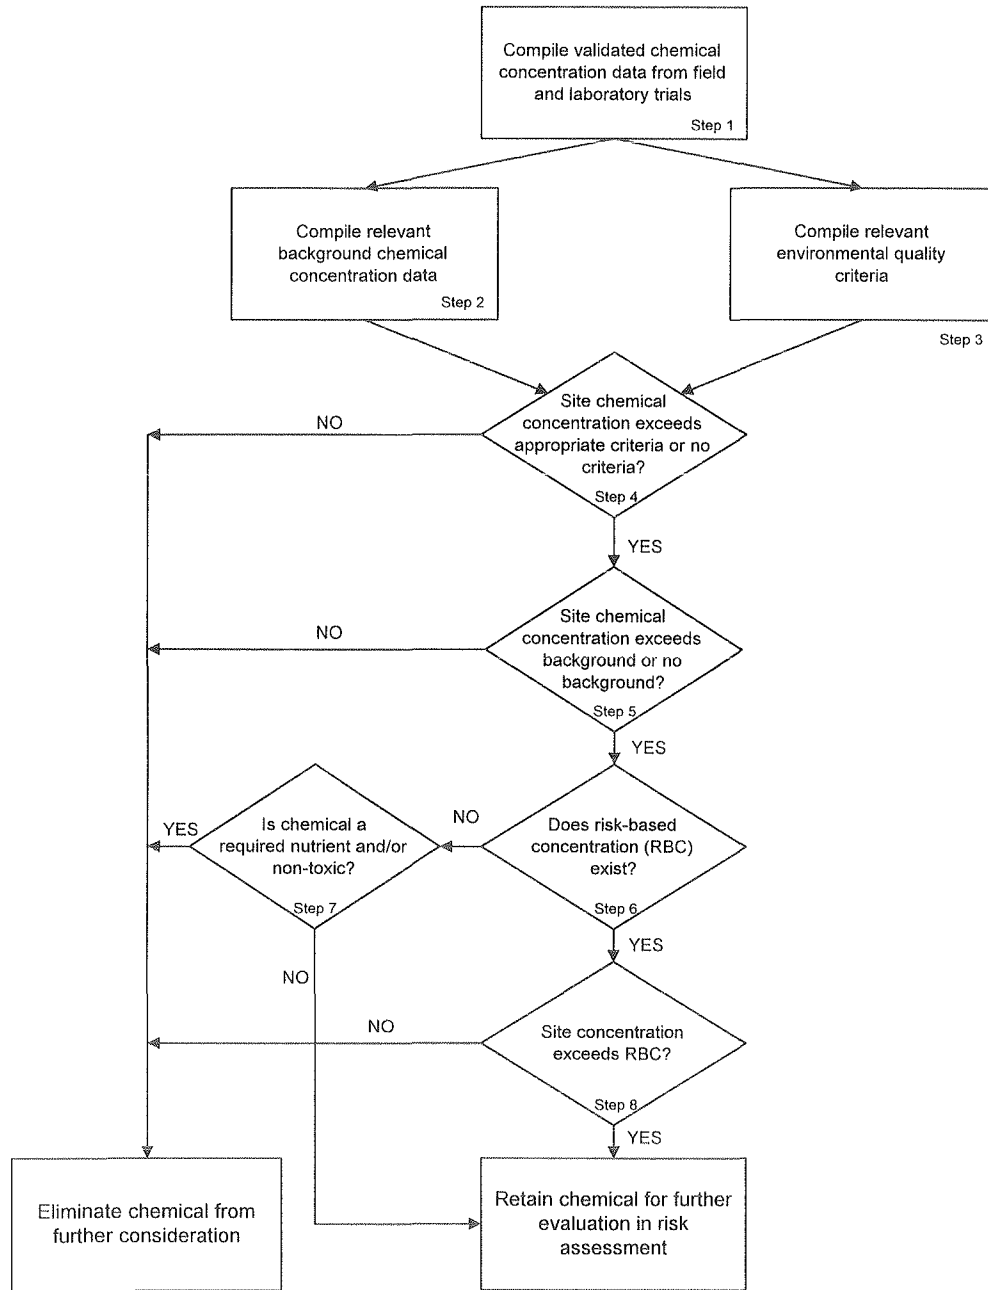 Compile validated chemical
concentration data from field
and laboratory trials
Step 1
Compile relevant
background chemical
concentration data
Step 2
Compile relevant
environmental quality
criteria
Step 3
Site chemical
concentration exceeds
appropriate criteria or no
criteria?
Step 4
NO
YES
Site chemical
concentration exceeds
background or no
background?
Step 5
NO
YES
Does risk-based
concentration (RBC)
exist?
Step 6
NO
YES
Is chemical a
required nutrient and/or
non-toxic?
Step 7
YES
NO
Site concentration
exceeds RBC?
Step 8
NO
YES
Eliminate chemical from
further consideration
Retain chemical for further
evaluation in risk
assessment